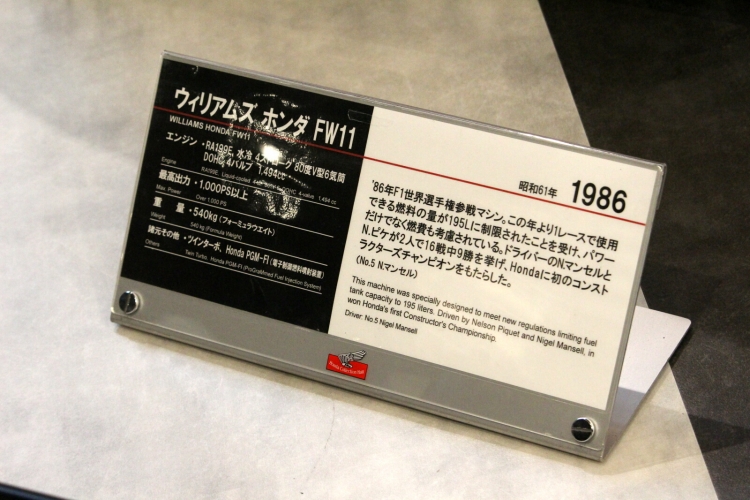 ウィリアムズ ホンダ FW11
WILLIAMS HONDA FW11
エンジン・RA166E, 水冷 4ストローク 80度V型6気筒
DOHC 4バルブ 1,494cc
Engine
最高出力・1,000PS以上
Max. Power
Over 1,000 PS
重 量・540kg(フォーミュラウエイト)
Weight
540 kg (Formula Weight)
諸元その他・ツインターボ、Honda PGM-FI(電子制御燃料噴射装置)
Others
Twin Turbo, Honda PGM-FI (ProGraMmed Fuel Injection System)
昭和61年 1986
'86年F1世界選手権参戦マシン。この年より1レースで使用
できる燃料の量が195Lに制限されたことを受け、パワー
だけでなく燃費も考慮されている。ドライバーのN.マンセルと
N.ピケが2人で16戦中9勝を挙げ、Hondaに初のコンスト
ラクターズチャンピオンをもたらした。
(No.5 N.マンセル)
This machine was specially designed to meet new regulations limiting fuel
tank capacity to 195 liters. Driven by Nelson Piquet and Nigel Mansell, in
won Honda's first Constructor's Championship.
Driver: No.5 Nigel Mansell
Honda Collection Hall